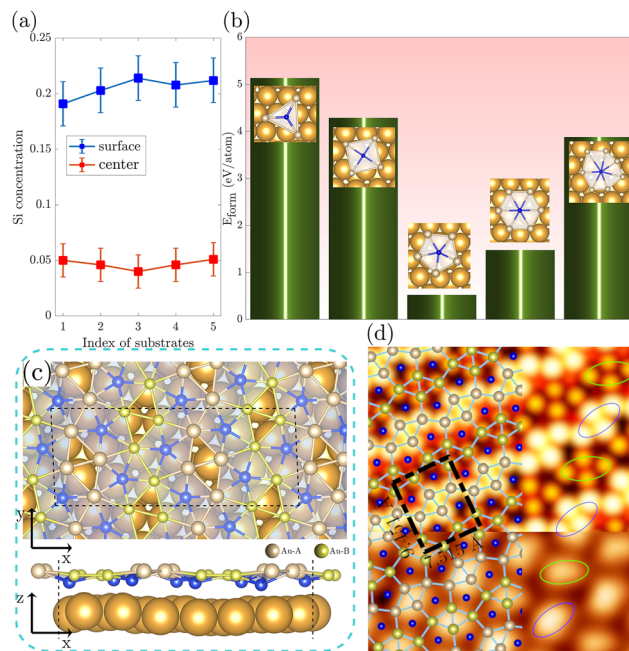 (a)
0.25
0.2
0.15
0.1
0.05
0
Si concentration
surface
center
1 2 3 4 5
Index of substrates
(b)
6
5
4
3
2
1
0
Eform (eV/atom)
(c)
y
x
Au-A
Au-B
z
x
(d)